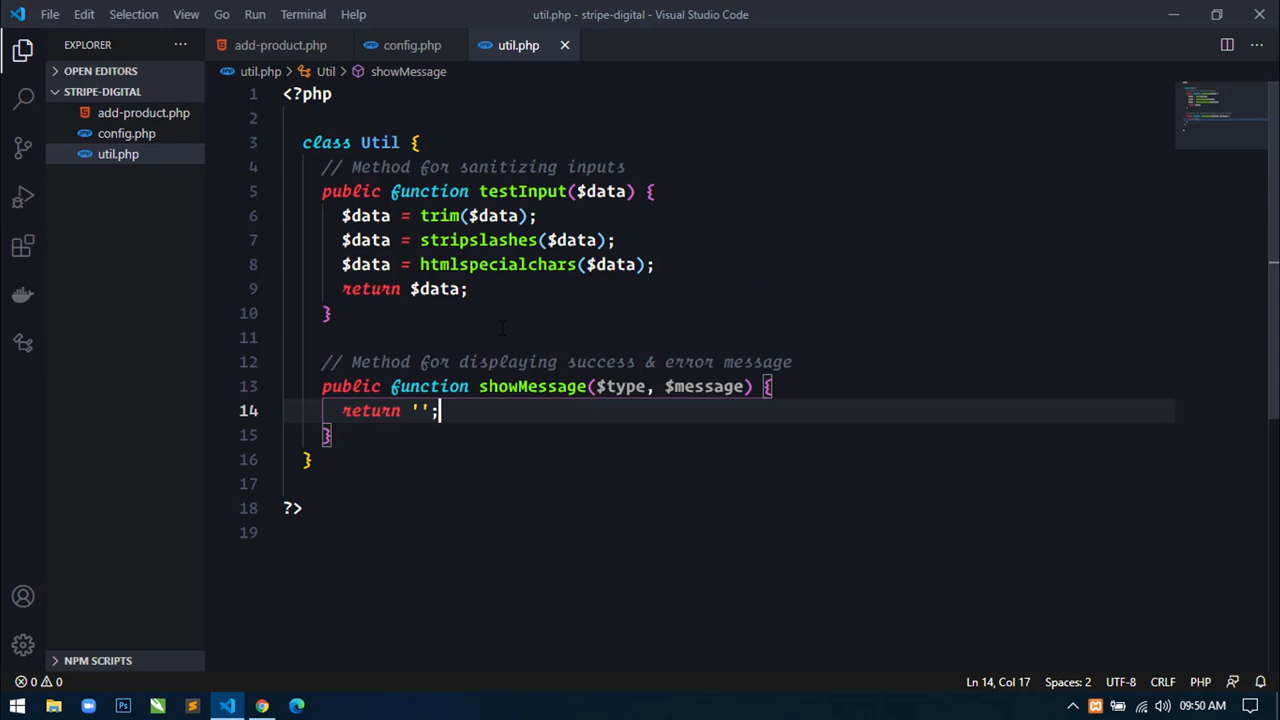 File Edit Selection View Go Run Terminal Help
util.php - stripe-digital - Visual Studio Code
EXPLORER
OPEN EDITORS
STRIPE-DIGITAL
add-product.php
config.php
util.php
NPM SCRIPTS
add-product.php config.php util.php
util.php Util showMessage
1 <?php
2
3 class Util {
4 // Method for sanitizing inputs
5 public function testInput($data) {
6 $data = trim($data);
7 $data = stripslashes($data);
8 $data = htmlspecialchars($data);
9 return $data;
10 }
11
12 // Method for displaying success & error message
13 public function showMessage($type, $message) {
14 return '';
15 }
16 }
17
18 ?>
19
0 0
Ln 14, Col 17 Spaces: 2 UTF-8 CRLF PHP
Ps
09:50 AM